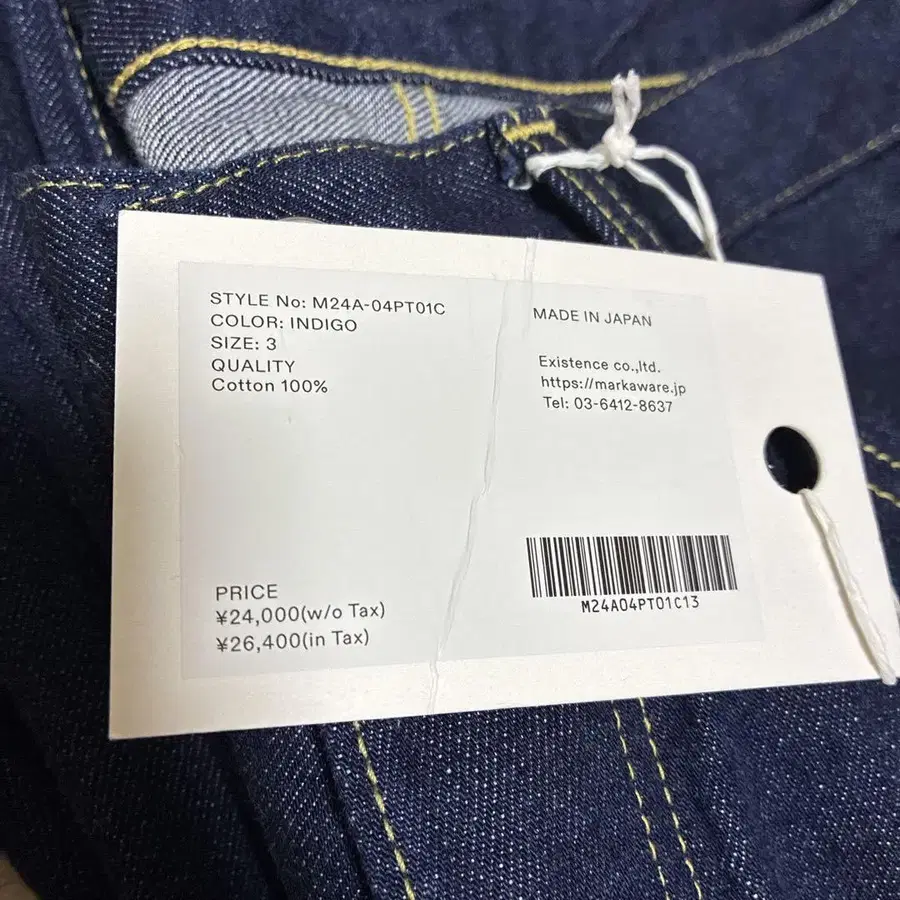 STYLE No: M24A-04PT01C
COLOR: INDIGO
SIZE: 3
QUALITY
Cotton 100%
MADE IN JAPAN
Existence co.,ltd.
https://markaware.jp
Tel: 03-6412-8637
PRICE
¥24,000(w/o Tax)
¥26,400(in Tax)
M24A04PT01C13